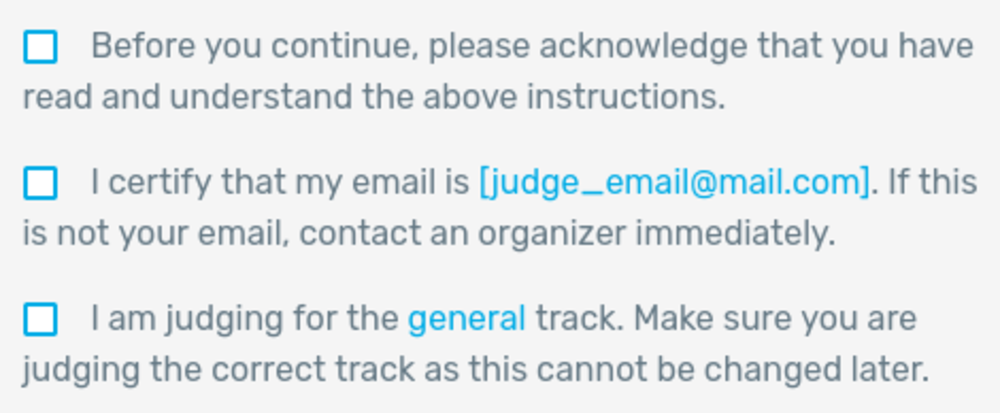 Before you continue, please acknowledge that you have
read and understand the above instructions.
I certify that my email is [judge_email@mail.com]. If this
is not your email, contact an organizer immediately.
I am judging for the general track. Make sure you are
judging the correct track as this cannot be changed later.